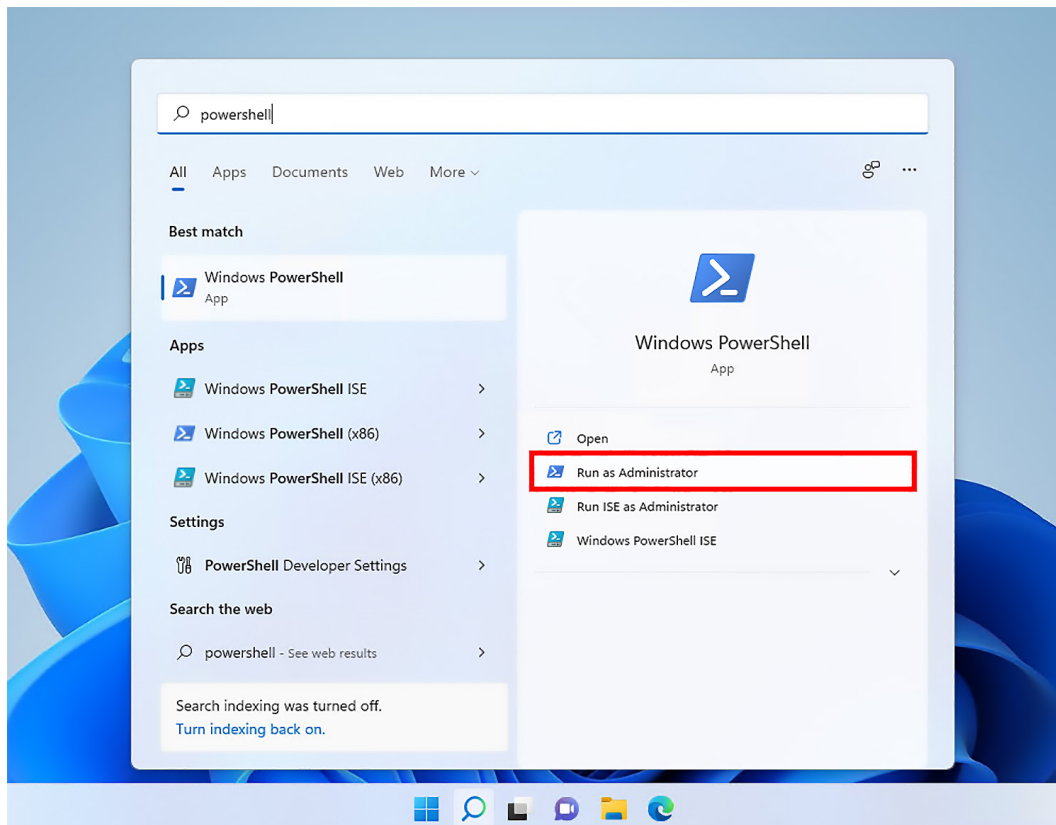 powershell
All Apps Documents Web More
Best match
Windows PowerShell
App
Apps
Windows PowerShell ISE
Windows PowerShell (x86)
Windows PowerShell ISE (x86)
Settings
PowerShell Developer Settings
Search the web
powershell - See web results
Search indexing was turned off.
Turn indexing back on.
Windows PowerShell
App
Open
Run as Administrator
Run ISE as Administrator
Windows PowerShell ISE